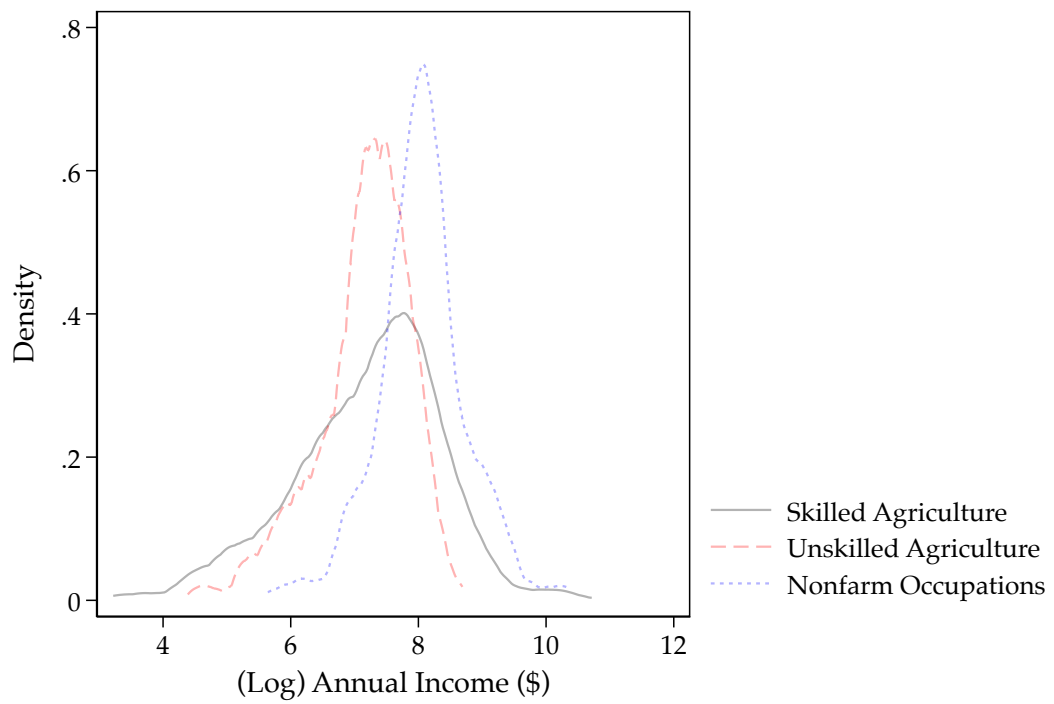 .8
.6
.4
.2
0
Density
4 6 8 10 12
(Log) Annual Income ($)
Skilled Agriculture
Unskilled Agriculture
Nonfarm Occupations